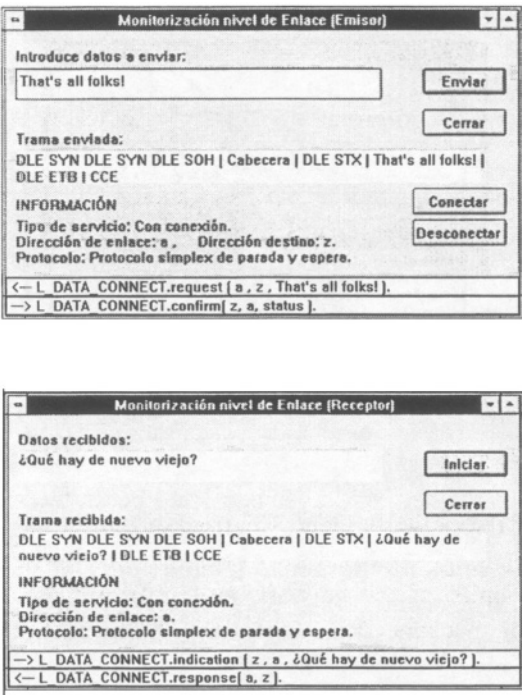 Monitorización nivel de Enlace (Emisor)
Introduce datos a enviar:
That's all folks!
Enviar
Cerrar
Trama enviada:
DLE SYN DLE SYN DLE SOH | Cabecera | DLE STX | That's all folks! |
DLE ETB | CCE
INFORMACIÓN
Conectar
Tipo de servicio: Con conexión.
Dirección de enlace: a , Dirección destino: z.
Desconectar
Protocolo: Protocolo simplex de parada y espera.
<-- L_DATA_CONNECT.request ( a , z , That's all folks! ).
--> L_DATA_CONNECT.confirm( z, a, status ).
Monitorización nivel de Enlace (Receptor)
Datos recibidos:
¿Qué hay de nuevo viejo?
Iniciar
Cerrar
Trama recibida:
DLE SYN DLE SYN DLE SOH | Cabecera | DLE STX | ¿Qué hay de
nuevo viejo? | DLE ETB | CCE
INFORMACIÓN
Tipo de servicio: Con conexión.
Dirección de enlace: a.
Protocolo: Protocolo simplex de parada y espera.
--> L_DATA_CONNECT.indication ( z , a , ¿Qué hay de nuevo viejo? ).
<-- L_DATA_CONNECT.response( a, z ).